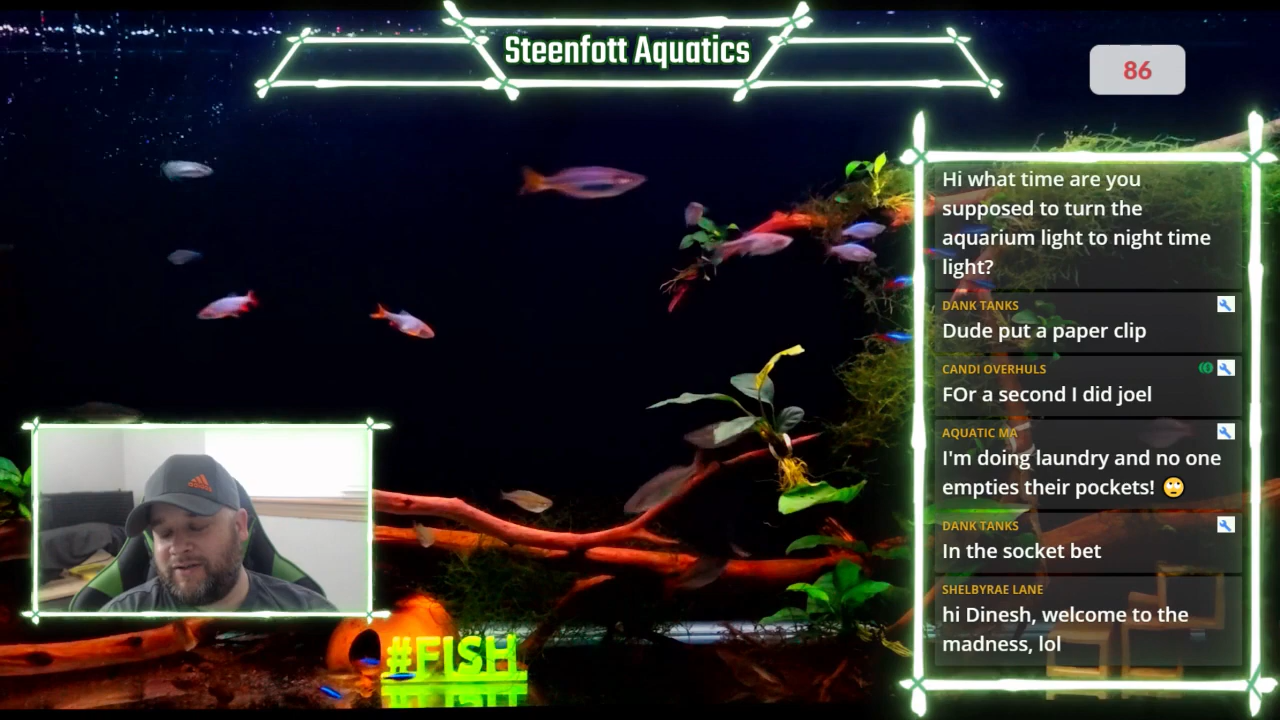 Steenfott Aquatics
86
Hi what time are you
supposed to turn the
aquarium light to night time
light?
DANK TANKS
Dude put a paper clip
CANDI OVERHULS
FOr a second I did joel
AQUATIC MA
I'm doing laundry and no one
empties their pockets! 🙄
DANK TANKS
In the socket bet
SHELBYRAE LANE
hi Dinesh, welcome to the
madness, lol
#FISH